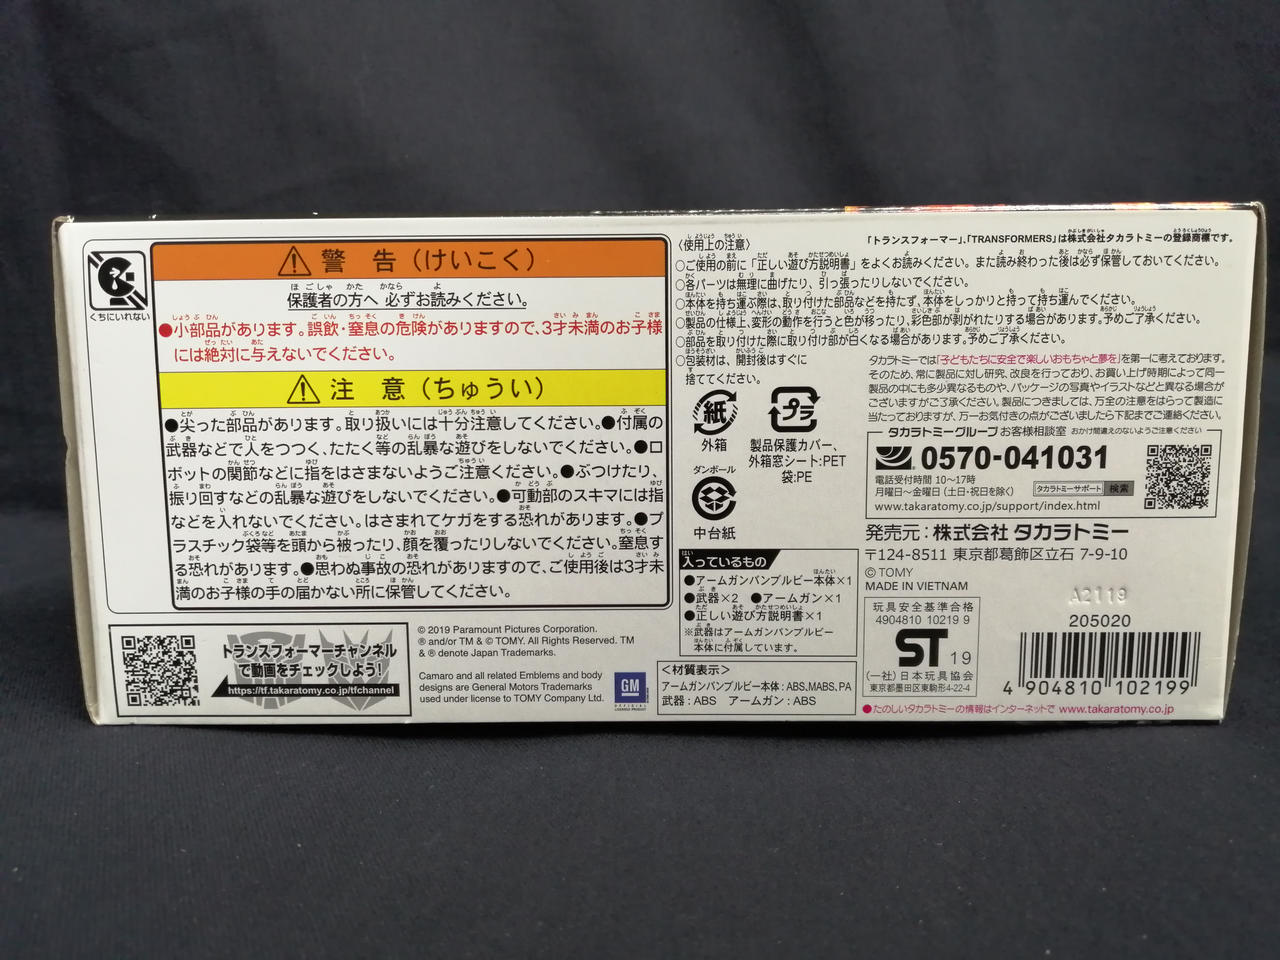 くちにいれない
警告(けいこく)
保護者の方へ 必ずお読みください。
●小部品があります。誤飲・窒息の危険がありますので、3才未満のお子様
には絶対に与えないでください。
注意(ちゅうい)
●尖った部品があります。取り扱いには十分注意してください。●付属の
武器などで人をつつく、たたく等の乱暴な遊びをしないでください。●ロ
ボットの関節などに指をはさまないようご注意ください。●ぶつけたり、
振り回すなどの乱暴な遊びをしないでください。●可動部のスキマには指
などを入れないでください。はさまれてケガをする恐れがあります。●プ
ラスチック袋等を頭から被ったり、顔を覆ったりしないでください。窒息す
る恐れがあります。●思わぬ事故の恐れがありますので、ご使用後は3才未
満のお子様の手の届かない所に保管してください。
トランスフォーマーチャンネル
で動画をチェックしよう!
https://tf.takaratomy.co.jp/tfchannel
© 2019 Paramount Pictures Corporation.
® and/or TM & © TOMY. All Rights Reserved. TM
& ® denote Japan Trademarks.
Camaro and all related Emblems and body
designs are General Motors Trademarks
used under license to TOMY Company Ltd.
GM
〈使用上の注意〉
○ご使用の前に「正しい遊び方説明書」をよくお読みください。また読み終わった後は必ず保管しておいてください。
○各パーツは無理に曲げたり、引っ張ったりしないでください。
○本体を持ち運ぶ際は、取り付けた部品などを持たず、本体をしっかりと持って持ち運んでください。
○製品の仕様上、変形の動作を行うと色が移ったり、彩色部が剥がれたりする場合があります。予めご了承ください。
○部品を取り付けた際に取り付け部が白くなる場合があります。予めご了承ください。
○包装材は、開封後はすぐに
捨ててください。
紙
外箱
ダンボール
中台紙
プラ
製品保護カバー、
外箱窓シート:PET
袋:PE
入っているもの
●アームガンバンブルビー本体×1
●武器×2 ●アームガン×1
●正しい遊び方説明書×1
※武器はアームガンバンブルビー
本体に付属しています。
<材質表示>
アームガンバンブルビー本体:ABS,MABS,PA
武器:ABS アームガン:ABS
「トランスフォーマー」、「TRANSFORMERS」は株式会社タカラトミーの登録商標です。
タカラトミーでは「子どもたちに安全で楽しいおもちゃと夢を」を第一に考えております。
そのため、常に製品に対し研究、改良を行っており、お買い上げ時期によって同一
製品の中にも多少異なるものや、パッケージの写真やイラストなどと異なる場合が
ございますがご了承ください。製品につきましては、万全の注意をはらって製造に
当たっておりますが、万一お気付きの点がございましたら下記までご連絡ください。
タカラトミーグループ お客様相談室 おかけ間違えのないようご注意ください
0570-041031
電話受付時間 10〜17時
月曜日〜金曜日(土・日・祝日を除く)
タカラトミーサポート 検索
www.takaratomy.co.jp/support/index.html
発売元:株式会社 タカラトミー
〒124-8511 東京都葛飾区立石 7-9-10
© TOMY
MADE IN VIETNAM
A2119
玩具安全基準合格
4904810 10219 9
ST 19
(一社)日本玩具協会
東京都墨田区東駒形4-22-4
205020
4 904810 102199
●たのしいタカラトミーの情報はインターネットで www.takaratomy.co.jp